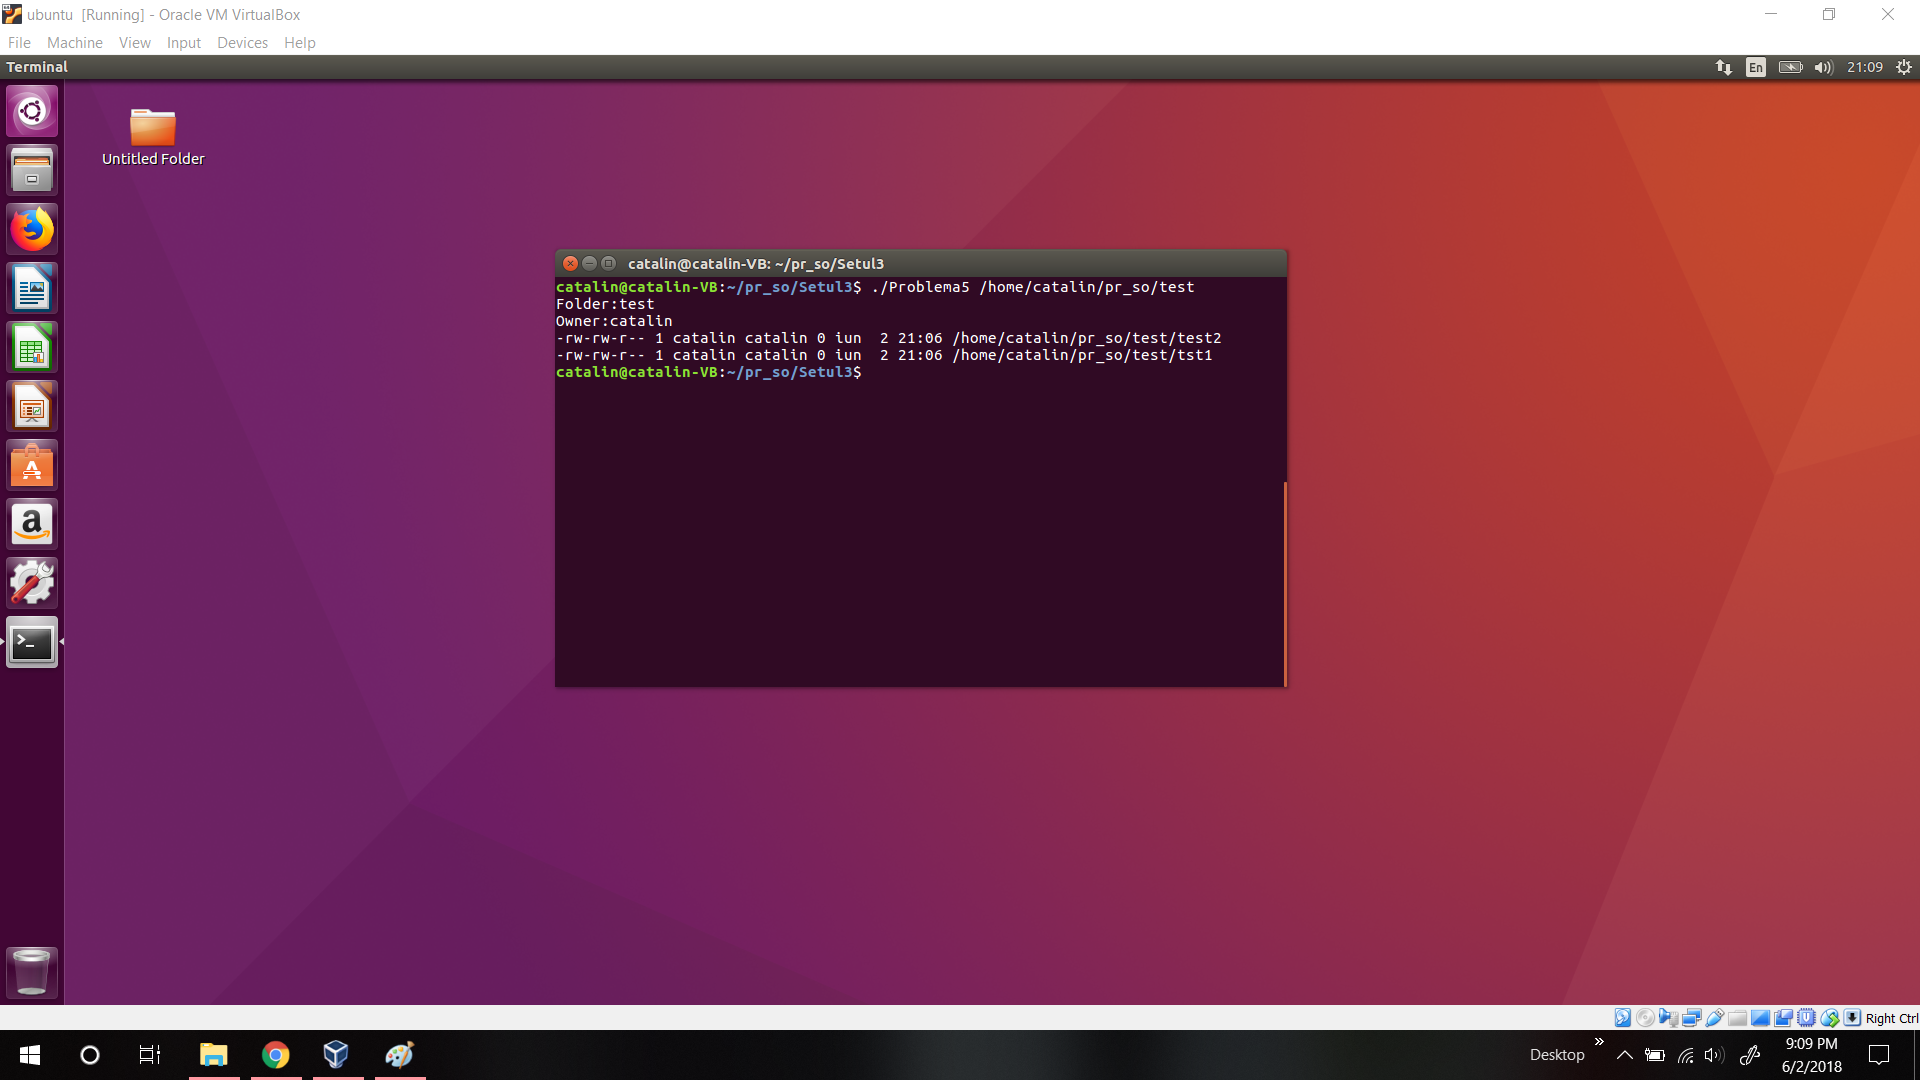 ubuntu [Running] - Oracle VM VirtualBox
File Machine View Input Devices Help
Terminal
En
21:09
Untitled Folder
catalin@catalin-VB: ~/pr_so/Setul3
catalin@catalin-VB:~/pr_so/Setul3$ ./Problema5 /home/catalin/pr_so/test
Folder:test
Owner:catalin
-rw-rw-r-- 1 catalin catalin 0 iun  2 21:06 /home/catalin/pr_so/test/test2
-rw-rw-r-- 1 catalin catalin 0 iun  2 21:06 /home/catalin/pr_so/test/tst1
catalin@catalin-VB:~/pr_so/Setul3$
Right Ctrl
Desktop
9:09 PM
6/2/2018